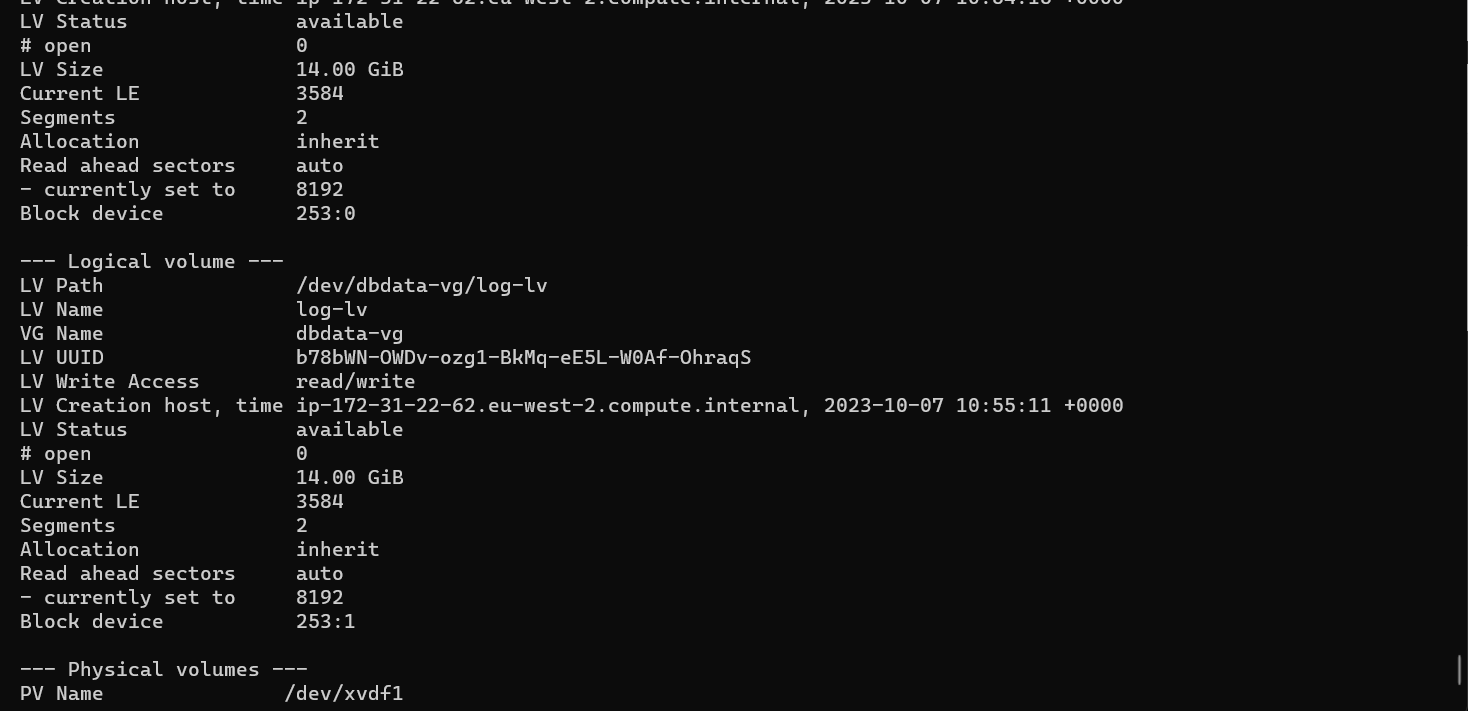 LV Creation host, time ip-172-31-22-62.eu-west-2.compute.internal, 2023-10-07 10:54:18 +0000
LV Status              available
# open                 0
LV Size                14.00 GiB
Current LE             3584
Segments               2
Allocation             inherit
Read ahead sectors     auto
- currently set to     8192
Block device           253:0
--- Logical volume ---
LV Path                /dev/dbdata-vg/log-lv
LV Name                log-lv
VG Name                dbdata-vg
LV UUID                b78bWN-OWDv-ozg1-BkMq-eE5L-W0Af-OhraqS
LV Write Access        read/write
LV Creation host, time ip-172-31-22-62.eu-west-2.compute.internal, 2023-10-07 10:55:11 +0000
LV Status              available
# open                 0
LV Size                14.00 GiB
Current LE             3584
Segments               2
Allocation             inherit
Read ahead sectors     auto
- currently set to     8192
Block device           253:1
--- Physical volumes ---
PV Name               /dev/xvdf1